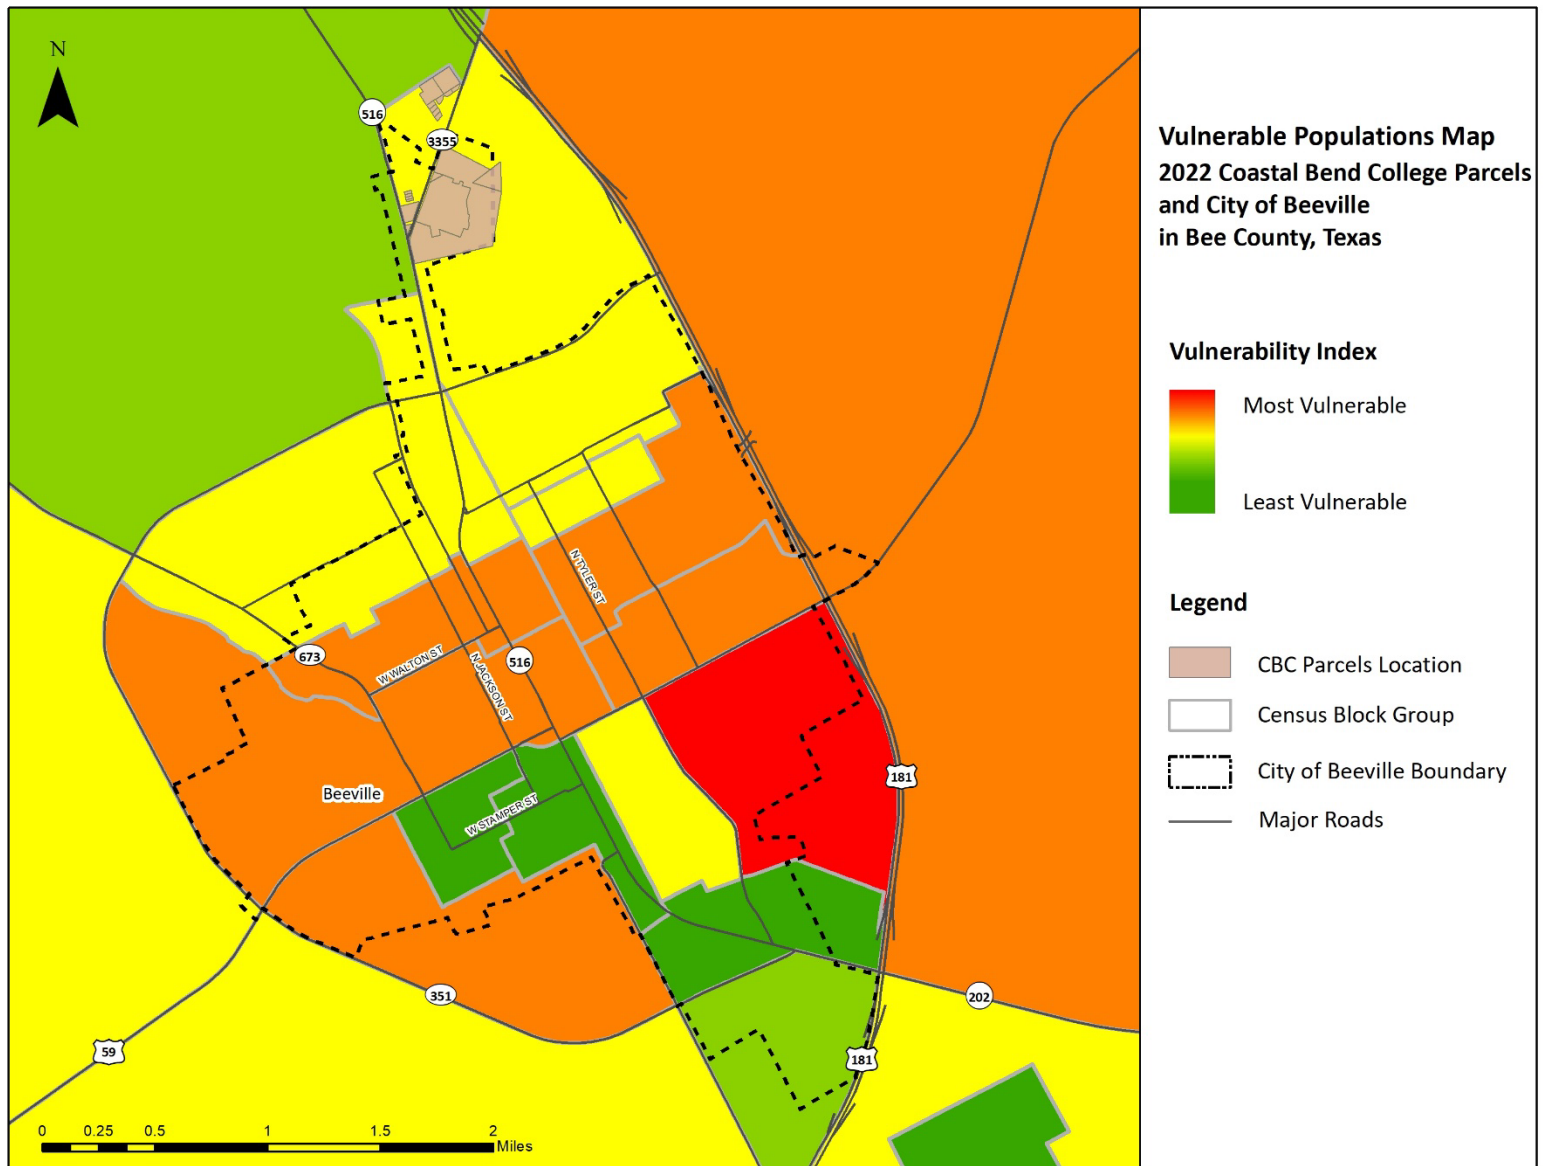 N
516
3355
N TYLER ST
673
W WALTON ST
N JACKSON ST
516
Beeville
W STAMPER ST
181
351
202
59
181
0 0.25 0.5 1 1.5 2
Miles
Vulnerable Populations Map
2022 Coastal Bend College Parcels
and City of Beeville
in Bee County, Texas
Vulnerability Index
Most Vulnerable
Least Vulnerable
Legend
CBC Parcels Location
Census Block Group
City of Beeville Boundary
Major Roads